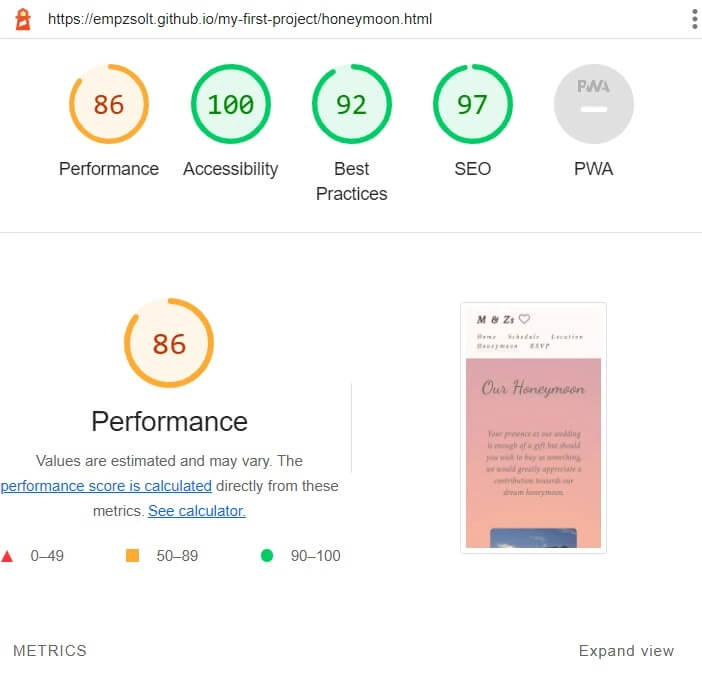 https://empzsolt.github.io/my-first-project/honeymoon.html
86
100
92
97
PWA
Performance
Accessibility
Best
Practices
SEO
PWA
86
Performance
Values are estimated and may vary. The
performance score is calculated directly from these
metrics. See calculator.
0–49
50–89
90–100
M & Zs
Home Schedule Location
Honeymoon RSVP
Our Honeymoon
Your presence at our wedding
is enough of a gift but should
you wish to buy us something,
we would greatly appreciate a
contribution towards our
dream honeymoon.
METRICS
Expand view